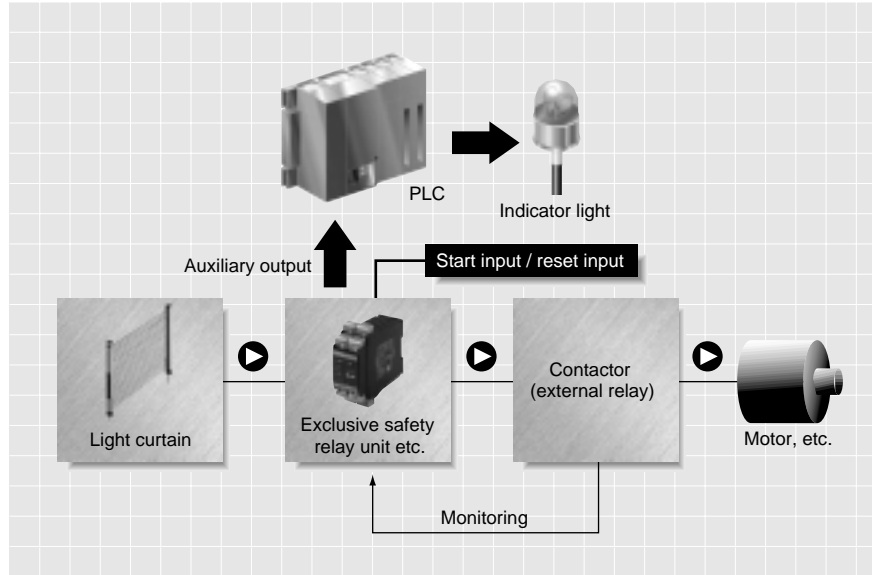 PLC
Indicator light
Auxiliary output
Start input / reset input
Light curtain
Exclusive safety
relay unit etc.
Contactor
(external relay)
Motor, etc.
Monitoring